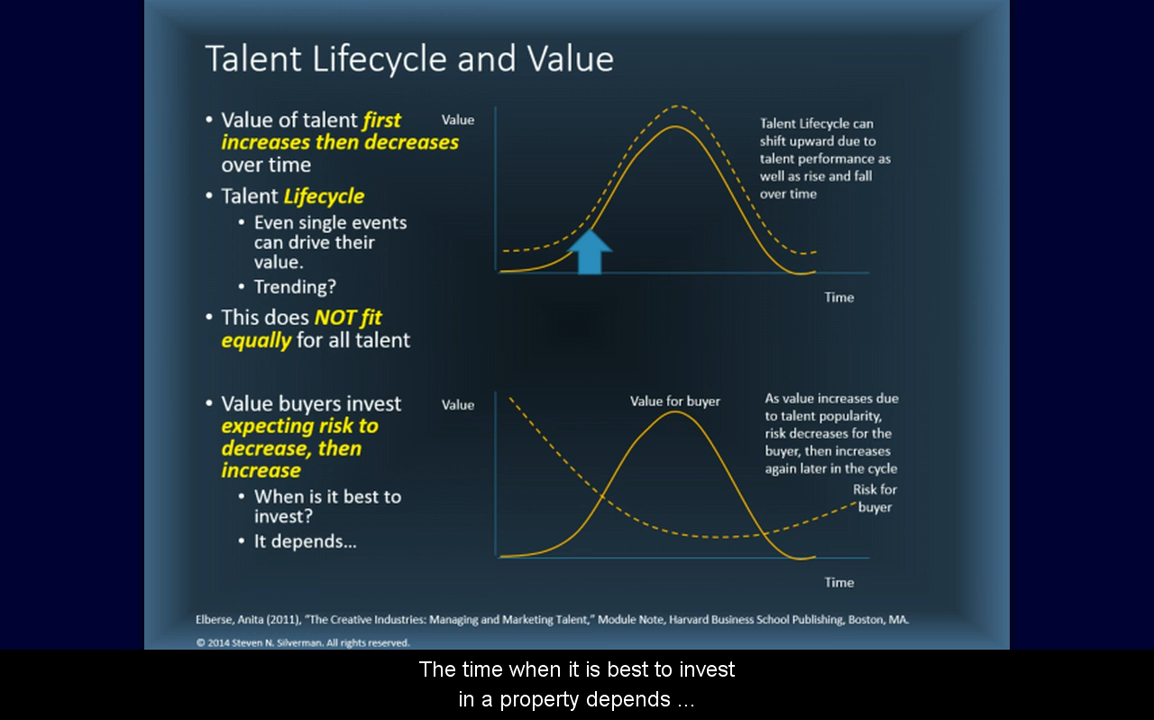 Talent Lifecycle and Value
• Value of talent first
increases then decreases
over time
• Talent Lifecycle
• Even single events
can drive their
value.
• Trending?
• This does NOT fit
equally for all talent
Value
Talent Lifecycle can
shift upward due to
talent performance as
well as rise and fall
over time
Time
• Value buyers invest
expecting risk to
decrease, then
increase
• When is it best to
invest?
• It depends...
Value
Value for buyer
As value increases due
to talent popularity,
risk decreases for the
buyer, then increases
again later in the cycle
Risk for
buyer
Time
Elberse, Anita (2011), "The Creative Industries: Managing and Marketing Talent," Module Note, Harvard Business School Publishing, Boston, MA.
© 2014 Steven N. Silverman. All rights reserved.
The time when it is best to invest
in a property depends ...